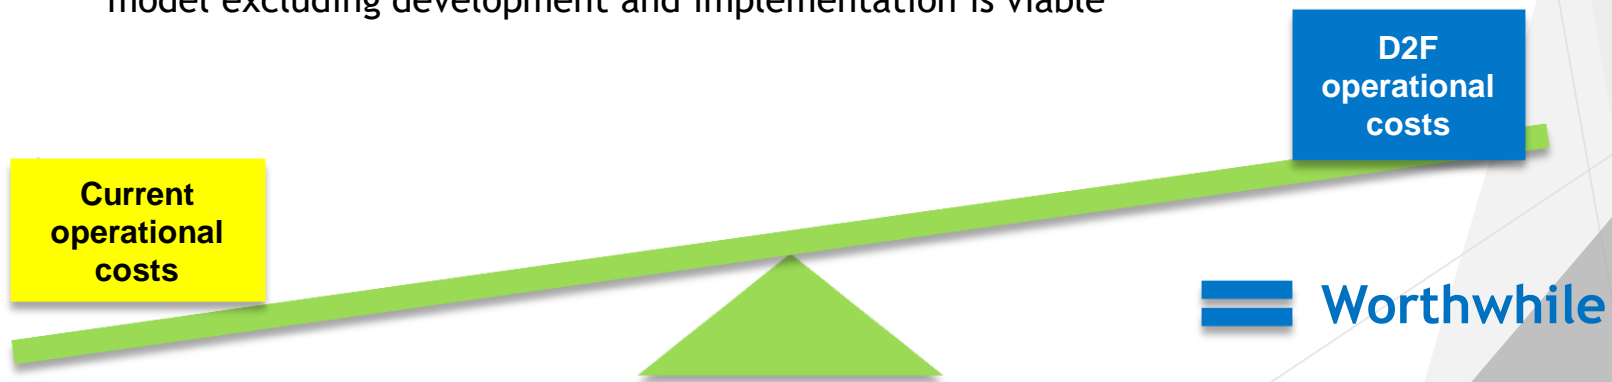 model excluding development and implementation is viable
D2F
operational
costs
Current
operational
costs
Worthwhile